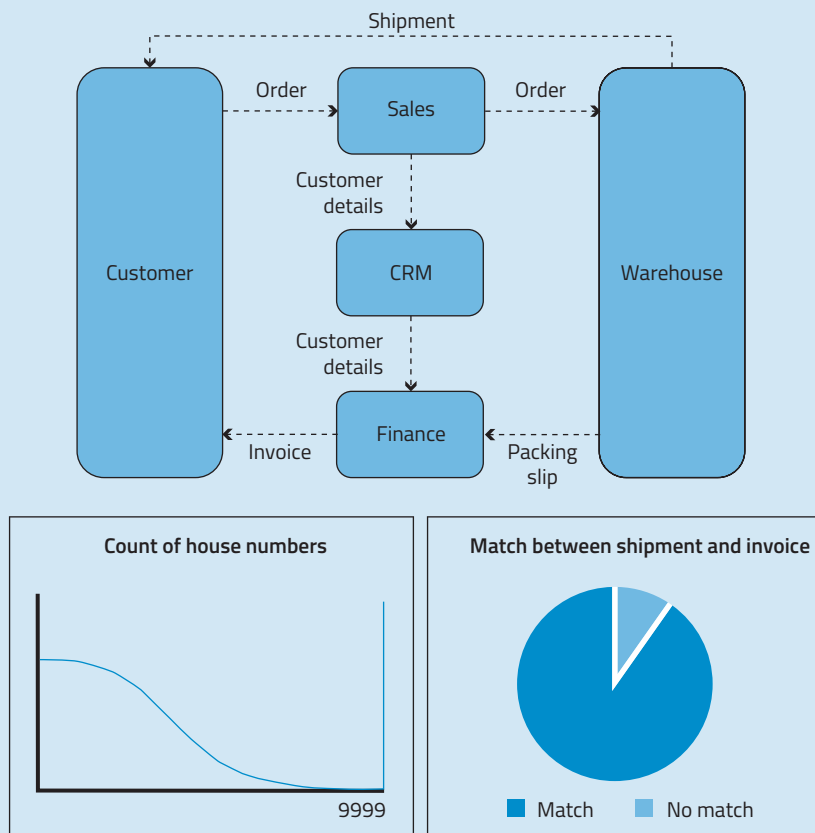 Shipment
Order
Sales
Order
Customer
details
Customer
CRM
Warehouse
Customer
details
Finance
Invoice
Packing
slip
Count of house numbers
9999
Match between shipment and invoice
Match
No match